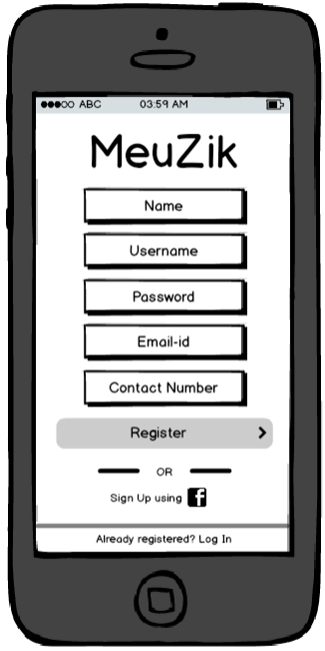 ABC 03:59 AM
MeuZik
Name
Username
Password
Email-id
Contact Number
Register
OR
Sign Up using f
Already registered? Log In